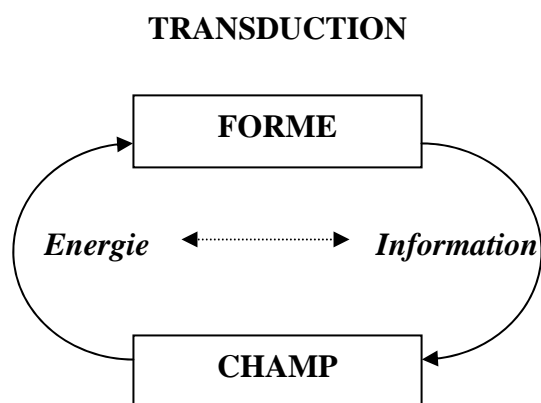 TRANSDUCTION
FORME
Energie
Information
CHAMP